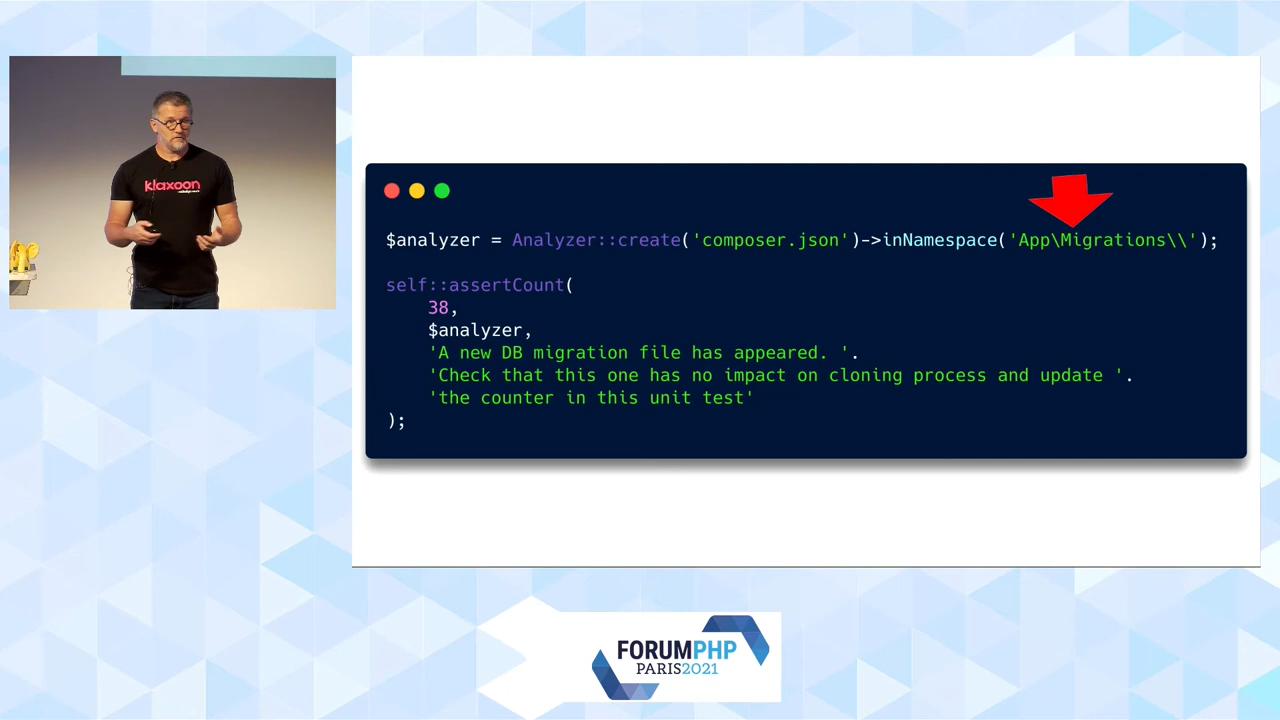 klaxoon
$analyzer = Analyzer::create('composer.json')->inNamespace('App\Migrations\\');
self::assertCount(
38,
$analyzer,
'A new DB migration file has appeared. '.
'Check that this one has no impact on cloning process and update '.
'the counter in this unit test'
);
FORUMPHP
PARIS2021